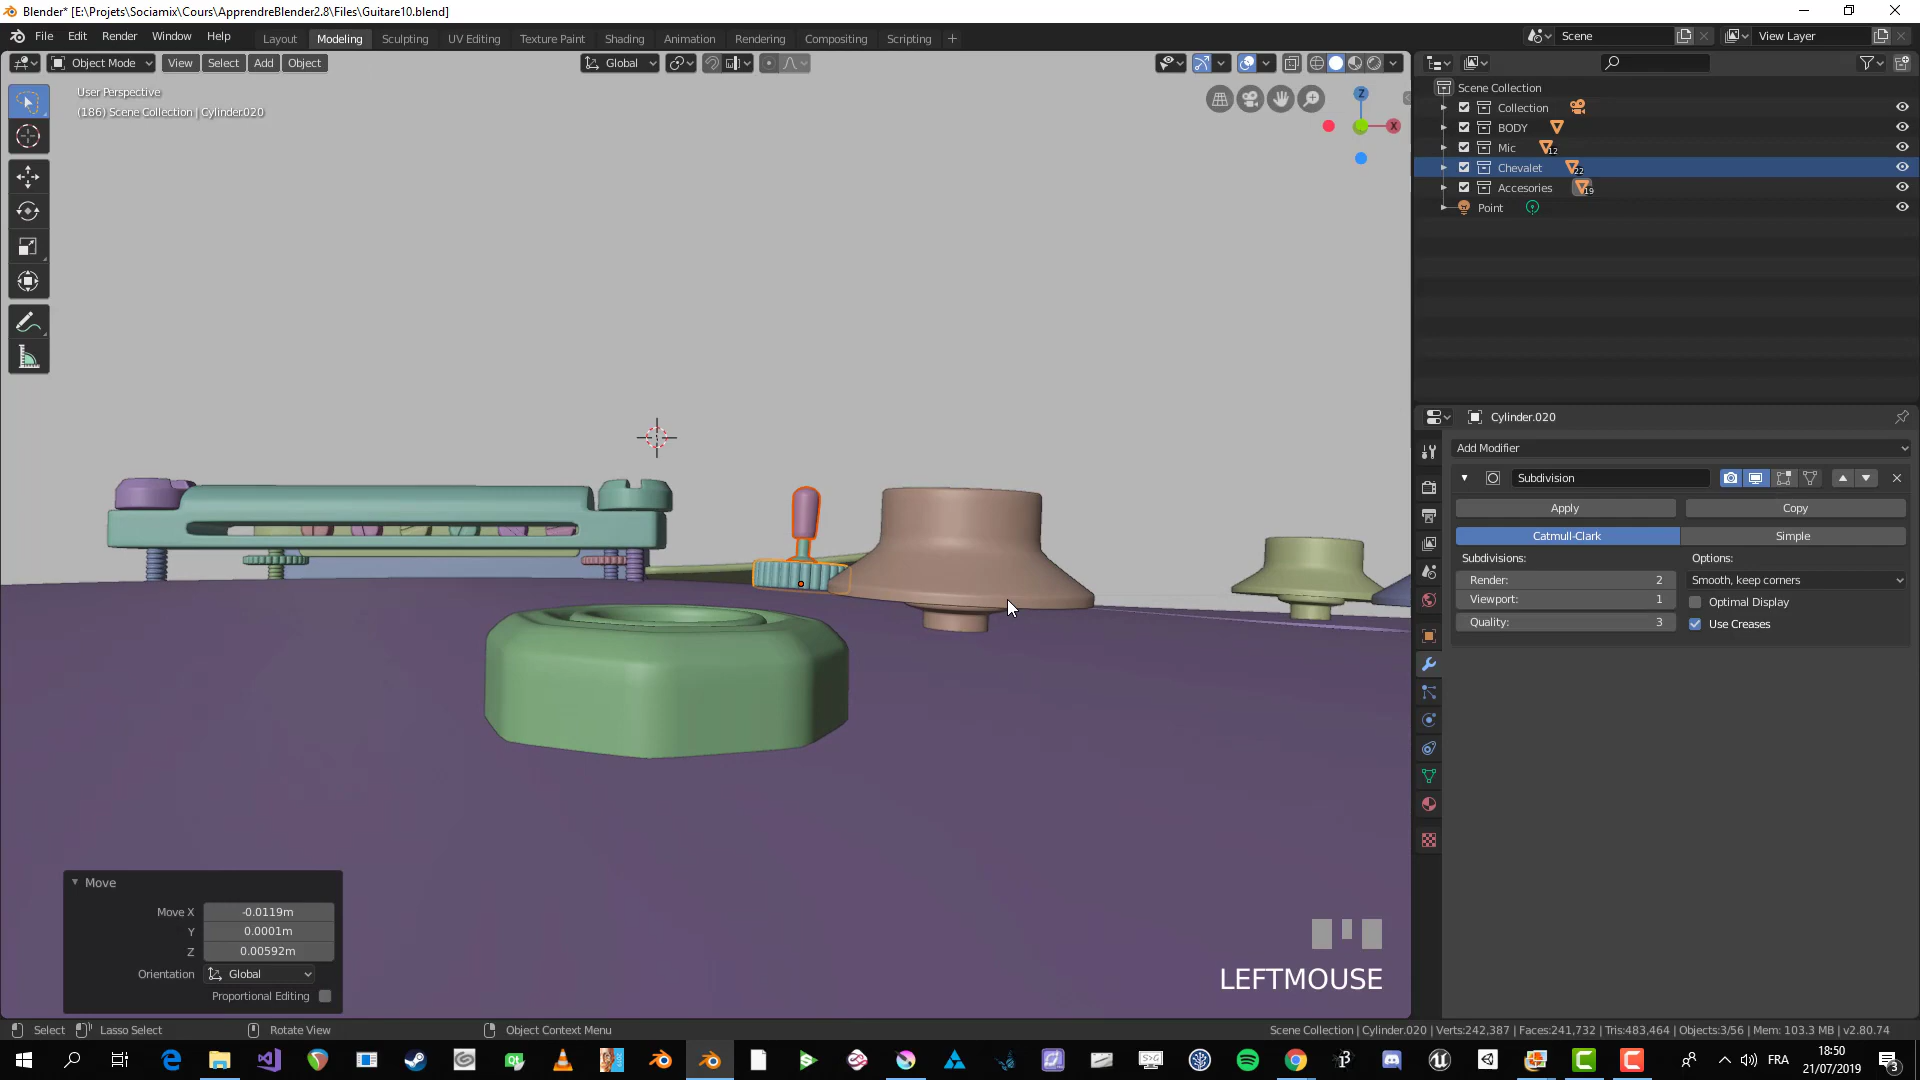 Blender* [E:\Projets\Sociamix\Cours\ApprendreBlender2.8\Files\Guitare10.blend]
File Edit Render Window Help Layout Modeling Sculpting UV Editing Texture Paint Shading Animation Rendering Compositing Scripting Scene View Layer
Object Mode View Select Add Object Global
User Perspective
(186) Scene Collection | Cylinder.020
Z
X
Scene Collection
Collection
BODY
Mic 12
Chevalet 22
Accesories 19
Point
Cylinder.020
Add Modifier
Subdivision
Apply Copy
Catmull-Clark Simple
Subdivisions: Options:
Render: 2 Smooth, keep corners
Viewport: 1 Optimal Display
Quality: 3 Use Creases
Move
Move X -0.0119m
Y 0.0001m
Z 0.00592m
Orientation Global
Proportional Editing
LEFTMOUSE
Select Lasso Select Rotate View Object Context Menu Scene Collection | Cylinder.020 | Verts:242,387 | Faces:241,732 | Tris:483,464 | Objects:3/56 | Mem: 103.3 MB | v2.80.74
FRA 18:50
21/07/2019
3